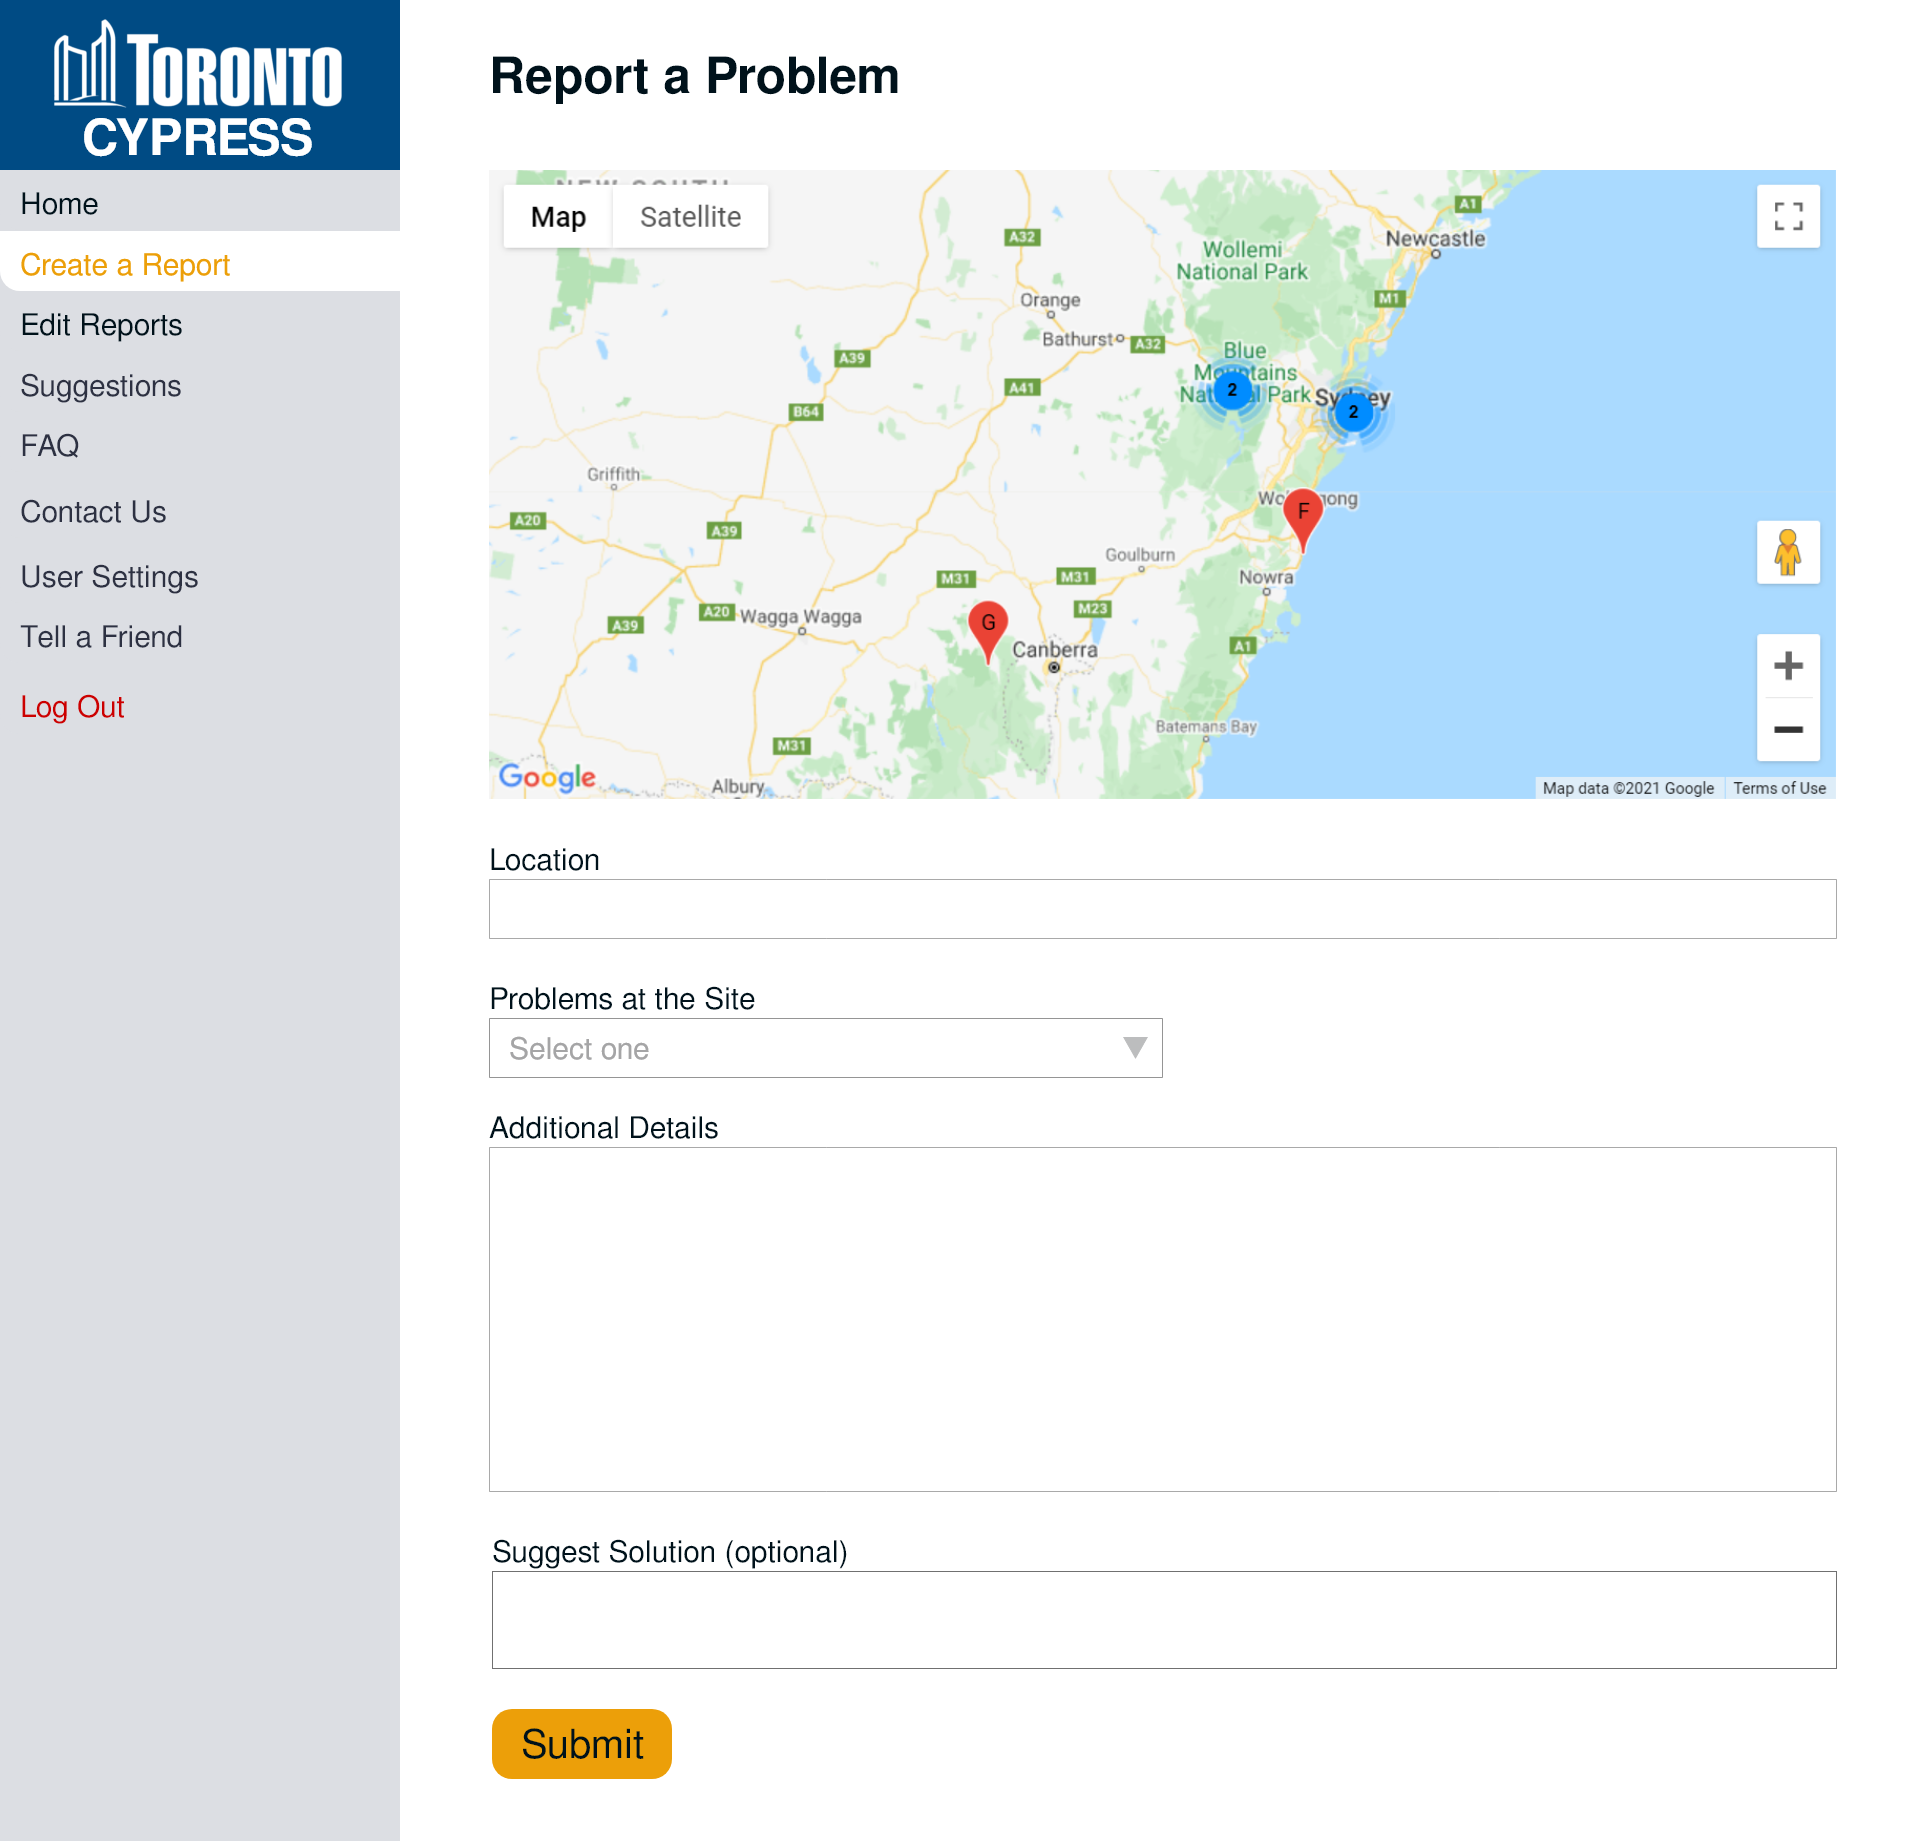 TORONTO
CYPRESS
Home
Create a Report
Edit Reports
Suggestions
FAQ
Contact Us
User Settings
Tell a Friend
Log Out
Report a Problem
Map
Satellite
A1
A32
Newcastle
Wollemi
National Park
M1
Orange
Bathurst
A32
A39
Blue
Mountains
A41
2
Park
Sydney
2
B64
Griffith
F
A20
A39
Goulburn
M31
M31
Nowra
A20
Wagga Wagga
M23
A39
G
Canberra
A1
Batemans Bay
M31
Google
Albury
Map data ©2021 Google
Terms of Use
Location
Problems at the Site
Select one
Additional Details
Suggest Solution (optional)
Submit